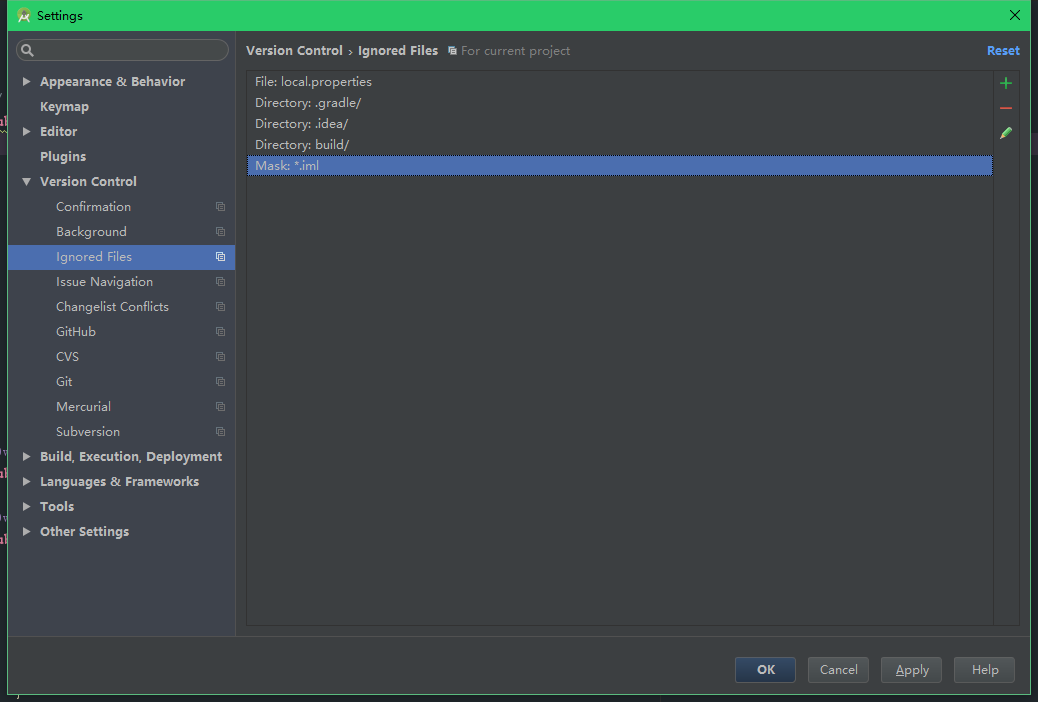 Settings
Version Control › Ignored Files For current project
Reset
Appearance & Behavior
Keymap
Editor
Plugins
Version Control
Confirmation
Background
Ignored Files
Issue Navigation
Changelist Conflicts
GitHub
CVS
Git
Mercurial
Subversion
Build, Execution, Deployment
Languages & Frameworks
Tools
Other Settings
File: local.properties
Directory: .gradle/
Directory: .idea/
Directory: build/
Mask: *.iml
OK
Cancel
Apply
Help